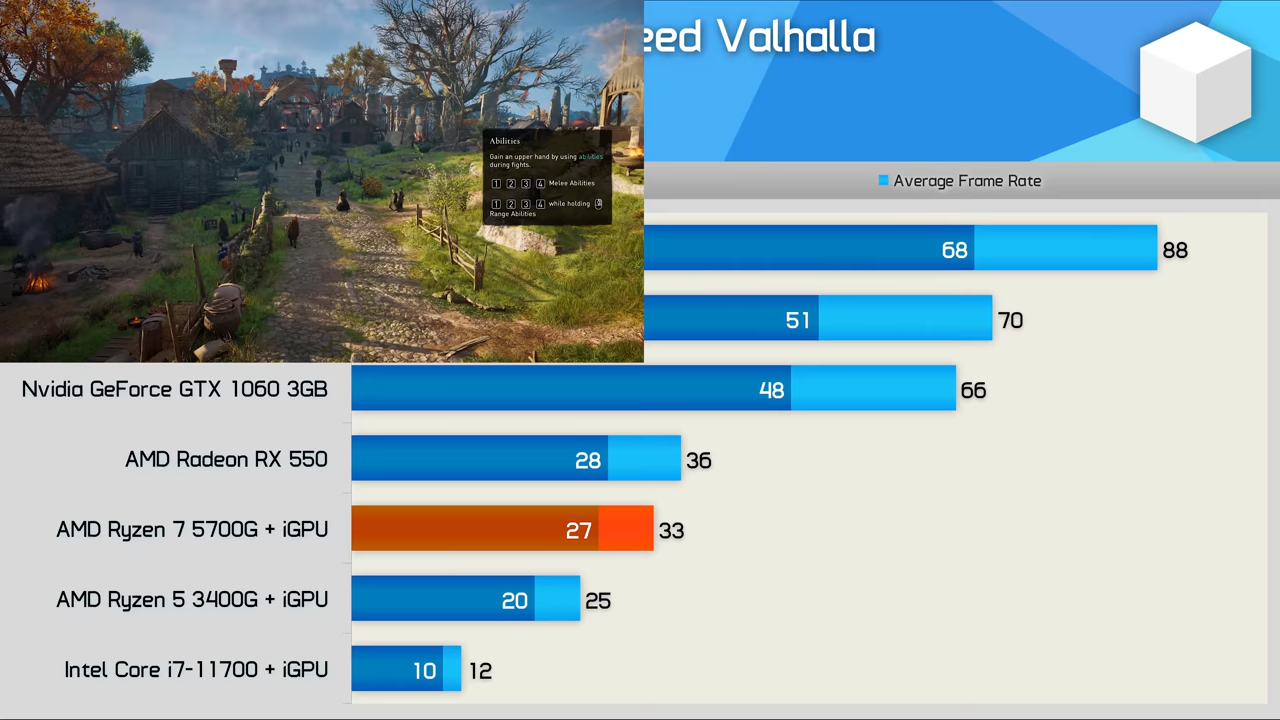 eed Valhalla
Abilities
Gain an upper hand by using abilities
during fights.
1 2 3 4 Melee Abilities
1 2 3 4 while holding
Range Abilities
Average Frame Rate
68 88
51 70
Nvidia GeForce GTX 1060 3GB 48 66
AMD Radeon RX 550 28 36
AMD Ryzen 7 5700G + iGPU 27 33
AMD Ryzen 5 3400G + iGPU 20 25
Intel Core i7-11700 + iGPU 10 12